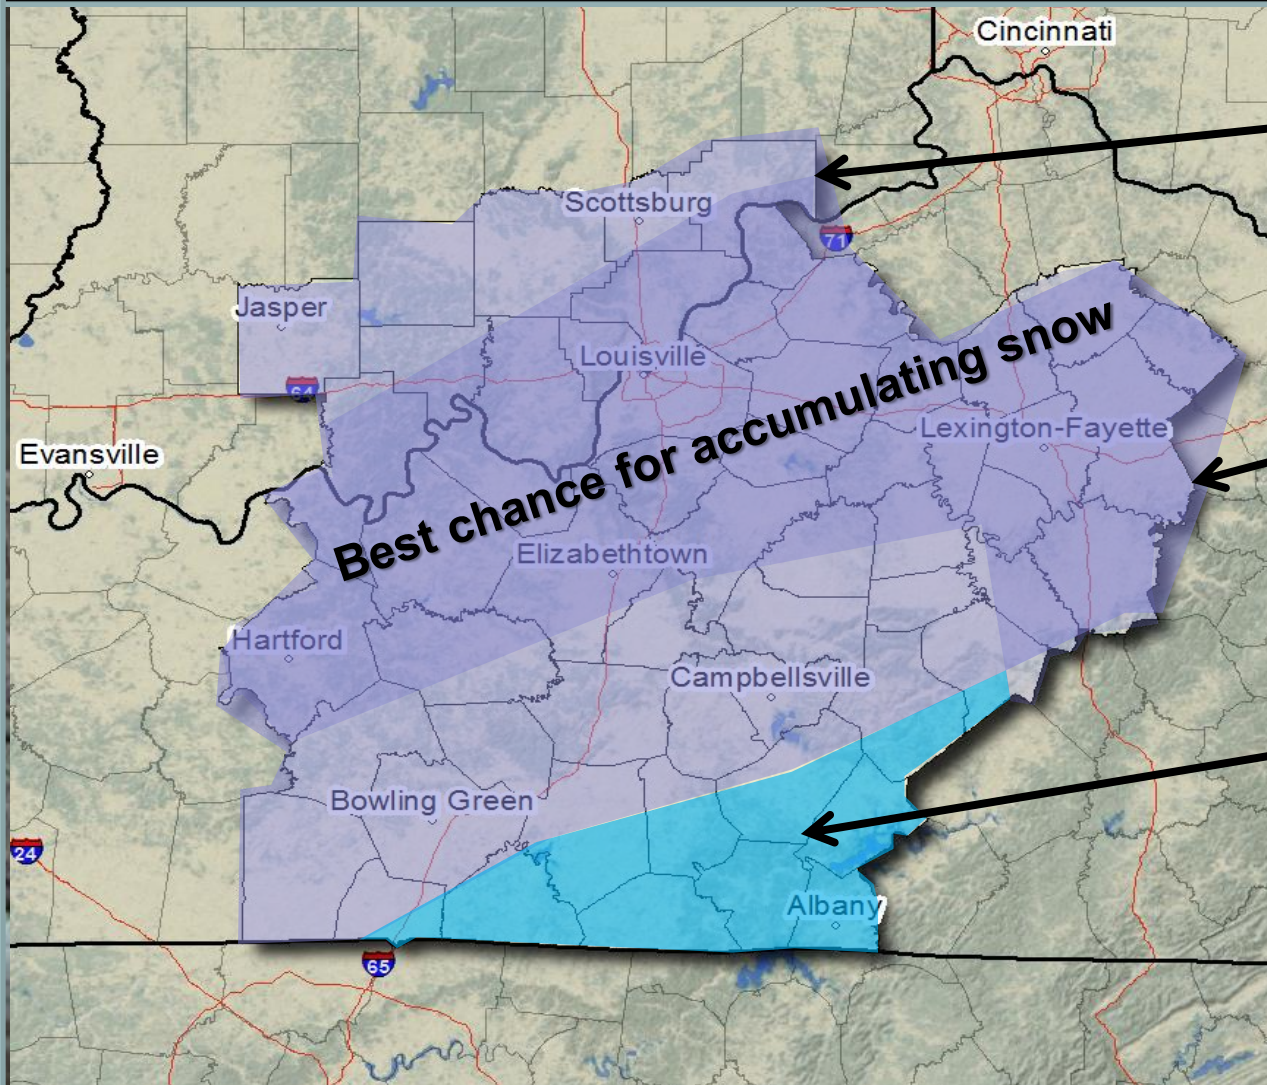 Cincinnati
Scottsburg
71
Jasper
Louisville
64
Best chance for accumulating snow
Lexington-Fayette
Evansville
Elizabethtown
Hartford
Campbellsville
Bowling Green
24
Albany
65